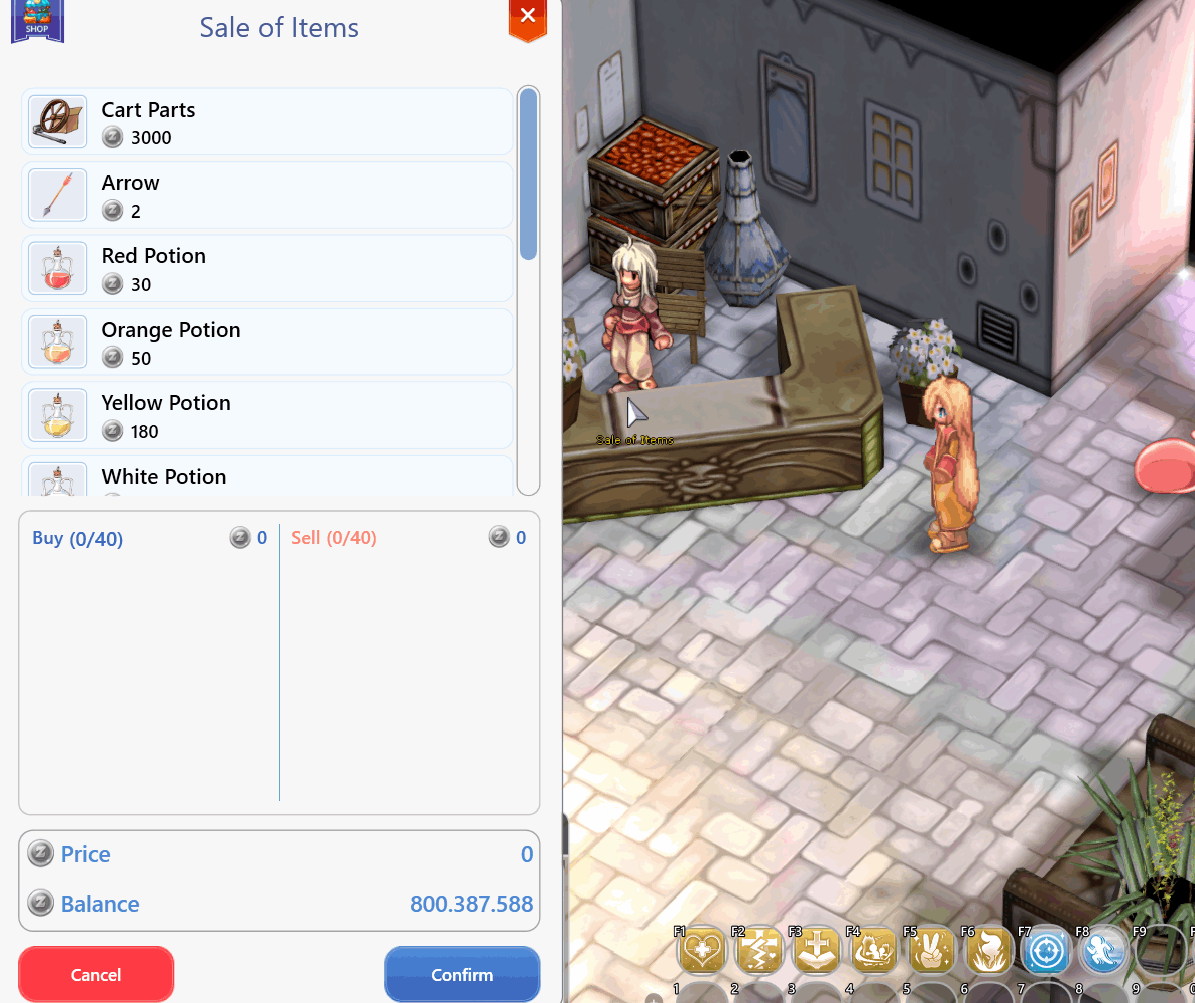 SHOP
Sale of Items
Cart Parts
3000
Arrow
2
Red Potion
30
Orange Potion
50
Yellow Potion
180
White Potion
Sale of Items
Buy (0/40)
0
Sell (0/40)
0
Price
0
Balance
800.387.588
Cancel
Confirm
F1 F2 F3 F4 F5 F6 F7 F8 F9
1 2 3 4 5 6 7 8 9